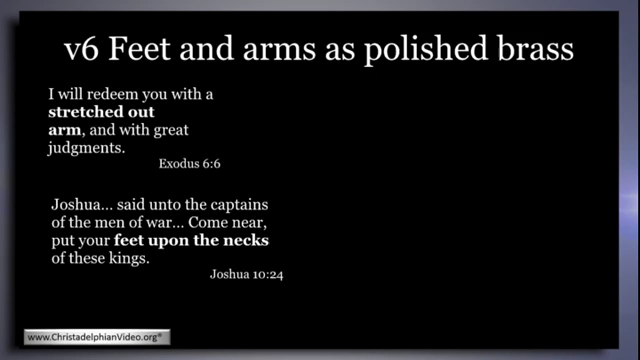 v6 Feet and arms as polished brass
I will redeem you with a
stretched out
arm, and with great
judgments.
Exodus 6:6
Joshua... said unto the captains
of the men of war... Come near,
put your feet upon the necks
of these kings.
Joshua 10:24
www.ChristadelphianVideo.org®